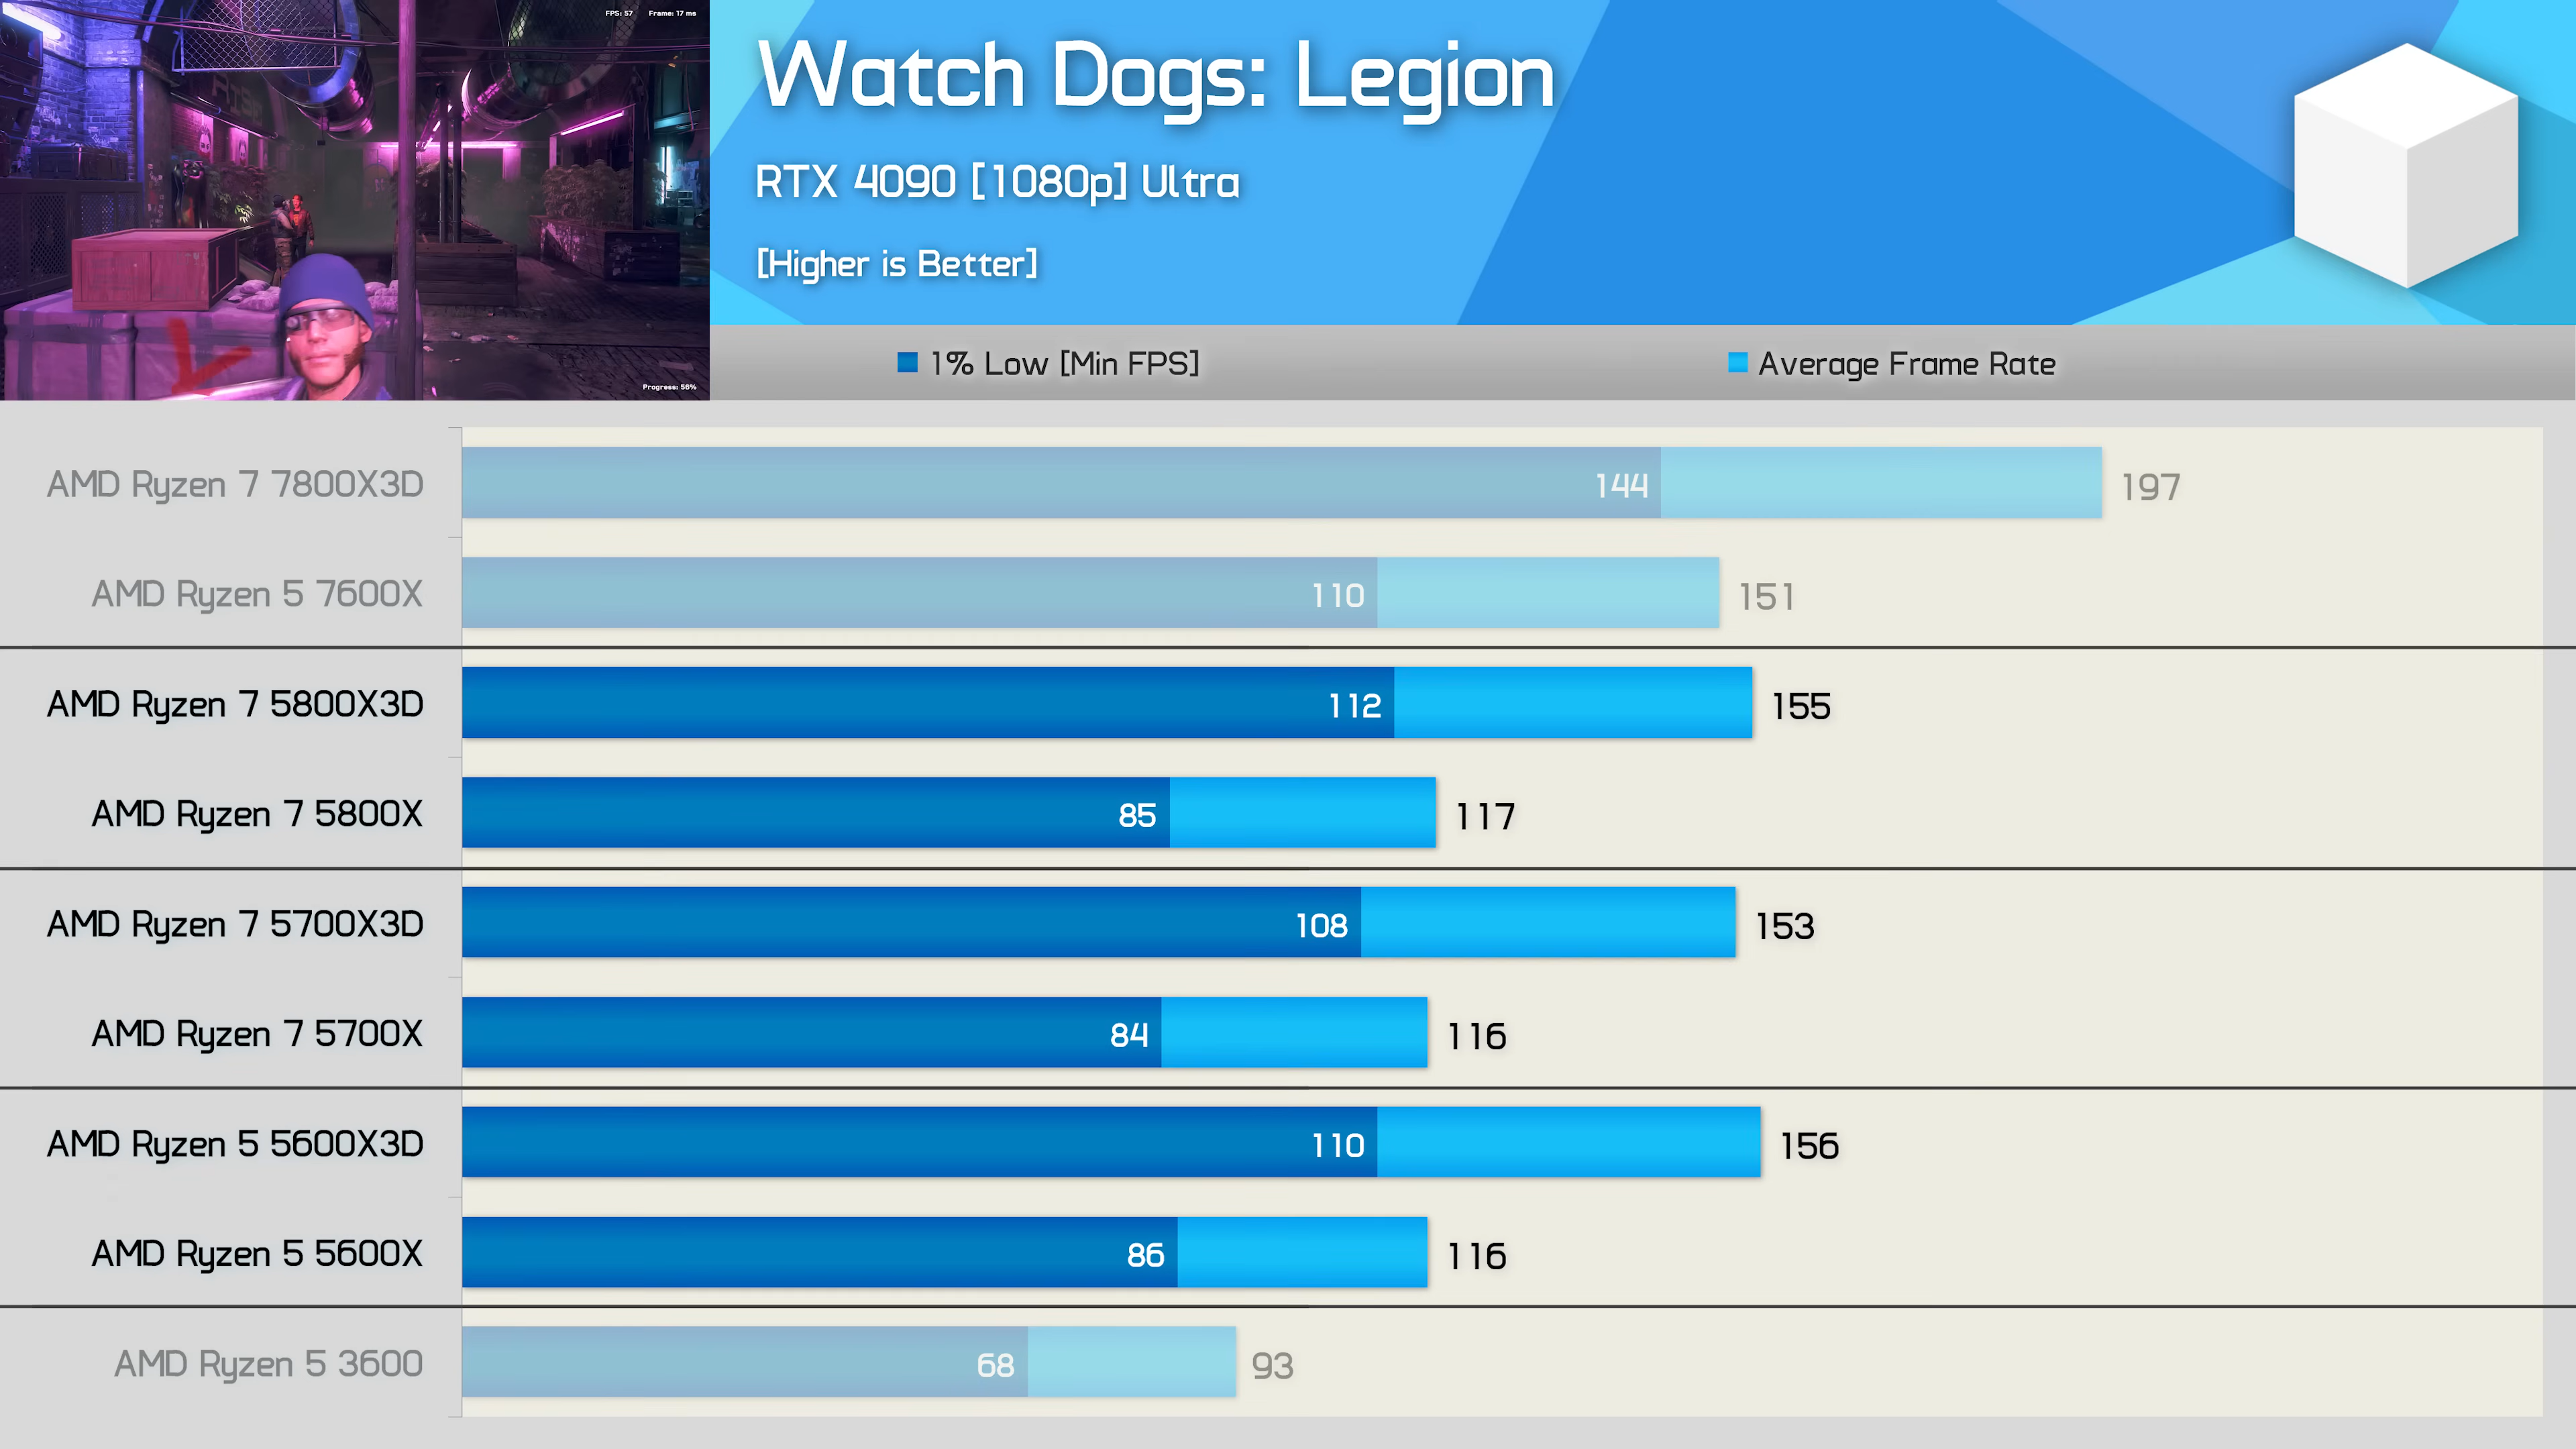 FPS: 57 Frame: 17 ms
Progress: 56%
Watch Dogs: Legion
RTX 4090 [1080p] Ultra
[Higher is Better]
1% Low [Min FPS] Average Frame Rate
AMD Ryzen 7 7800X3D 144 197
AMD Ryzen 5 7600X 110 151
AMD Ryzen 7 5800X3D 112 155
AMD Ryzen 7 5800X 85 117
AMD Ryzen 7 5700X3D 108 153
AMD Ryzen 7 5700X 84 116
AMD Ryzen 5 5600X3D 110 156
AMD Ryzen 5 5600X 86 116
AMD Ryzen 5 3600 68 93